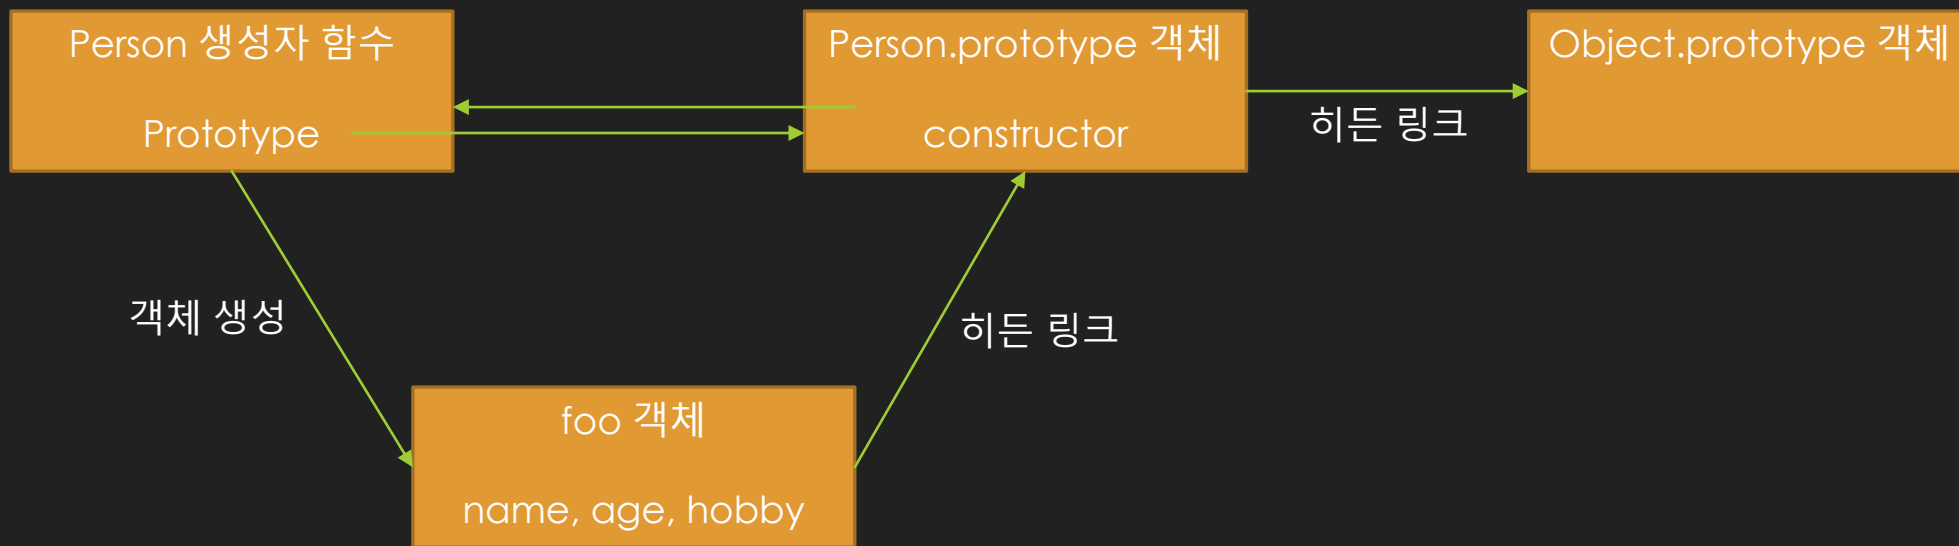 Person 생성자 함수
Prototype
Person.prototype 객체
constructor
히든 링크
Object.prototype 객체
객체 생성
히든 링크
foo 객체
name, age, hobby